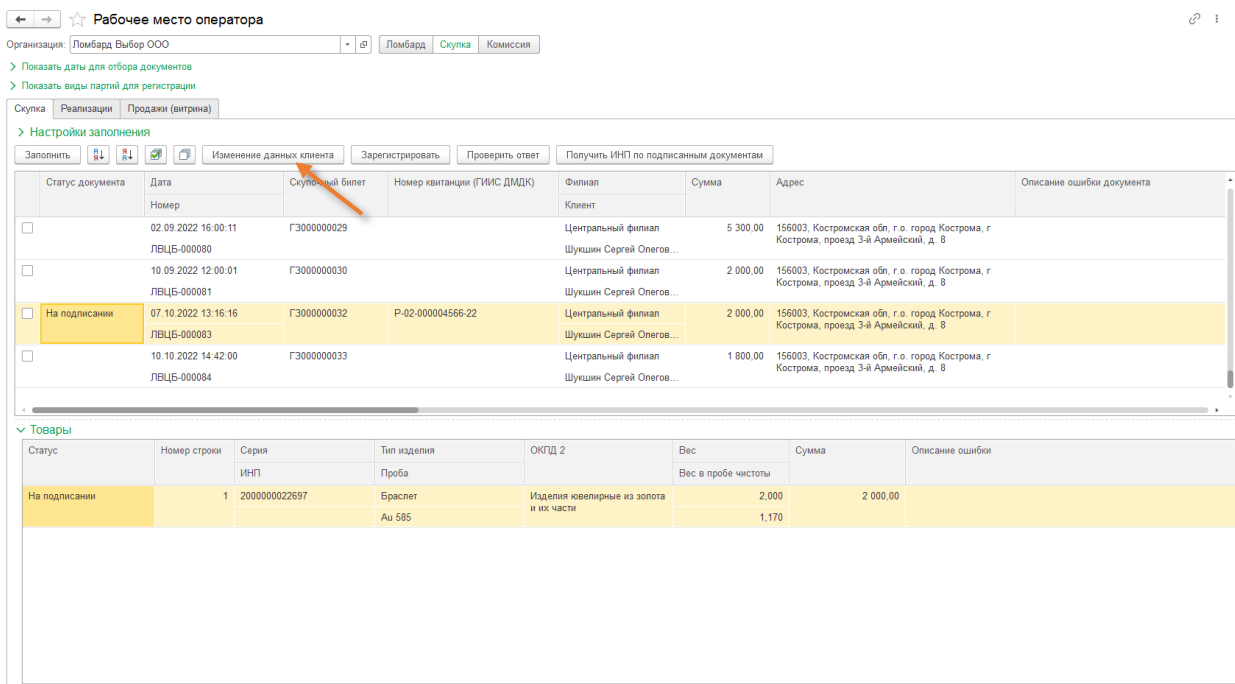 Рабочее место оператора
Организация: Ломбард Выбор ООО Ломбард Скупка Комиссия
Показать даты для отбора документов
Показать виды партий для регистрации
Скупка Реализации Продажи (витрина)
Настройки заполнения
Заполнить Изменение данных клиента Зарегистрировать Проверить ответ Получить ИНП по подписанным документам
Статус документа Дата Скупочный билет Номер квитанции (ГИИС ДМДК) Филиал Сумма Адрес Описание ошибки документа
Номер Клиент
02.09.2022 16:00:11 ГЗ000000029 Центральный филиал 5 300,00 156003, Костромская обл, г.о. город Кострома, г
Кострома, проезд 3-й Армейский, д. 8
ЛВЦБ-000080 Шукшин Сергей Олегов...
10.09.2022 12:00:01 ГЗ000000030 Центральный филиал 2 000,00 156003, Костромская обл, г.о. город Кострома, г
Кострома, проезд 3-й Армейский, д. 8
ЛВЦБ-000081 Шукшин Сергей Олегов...
На подписании 07.10.2022 13:16:16 ГЗ000000032 Р-02-000004566-22 Центральный филиал 2 000,00 156003, Костромская обл, г.о. город Кострома, г
Кострома, проезд 3-й Армейский, д. 8
ЛВЦБ-000083 Шукшин Сергей Олегов...
10.10.2022 14:42:00 ГЗ000000033 Центральный филиал 1 800,00 156003, Костромская обл, г.о. город Кострома, г
Кострома, проезд 3-й Армейский, д. 8
ЛВЦБ-000084 Шукшин Сергей Олегов...
Товары
Статус Номер строки Серия Тип изделия ОКПД 2 Вес Сумма Описание ошибки
ИНП Проба Вес в пробе чистоты
На подписании 1 2000000022697 Браслет Изделия ювелирные из золота 2,000 2 000,00
и их части
Au 585 1,170